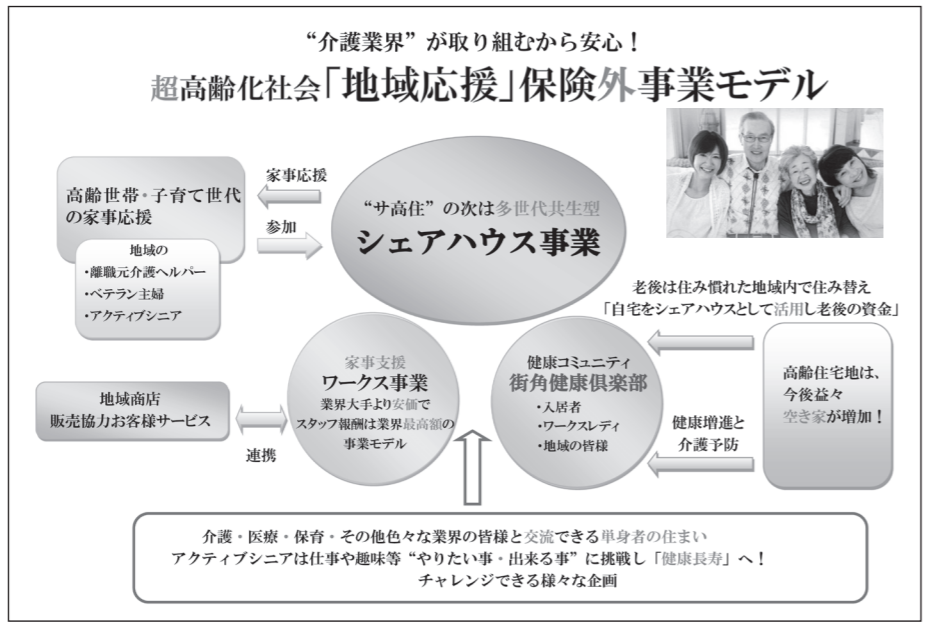 “介護業界”が取り組むから安心！
超高齢化社会「地域応援」保険外事業モデル
高齢世帯・子育て世代
の家事応援
地域の
・離職元介護ヘルパー
・ベテラン主婦
・アクティブシニア
家事応援
参加
“サ高住”の次は多世代共生型
シェアハウス事業
老後は住み慣れた地域内で住み替え
「自宅をシェアハウスとして活用し老後の資金」
地域商店
販売協力お客様サービス
連携
家事支援
ワークス事業
業界大手より安価で
スタッフ報酬は業界最高額の
事業モデル
健康コミュニティ
街角健康倶楽部
・入居者
・ワークスレディ
・地域の皆様
健康増進と
介護予防
高齢住宅地は、
今後益々
空き家が増加！
介護・医療・保育・その他色々な業界の皆様と交流できる単身者の住まい
アクティブシニアは仕事や趣味等“やりたい事・出来る事”に挑戦し「健康長寿」へ！
チャレンジできる様々な企画